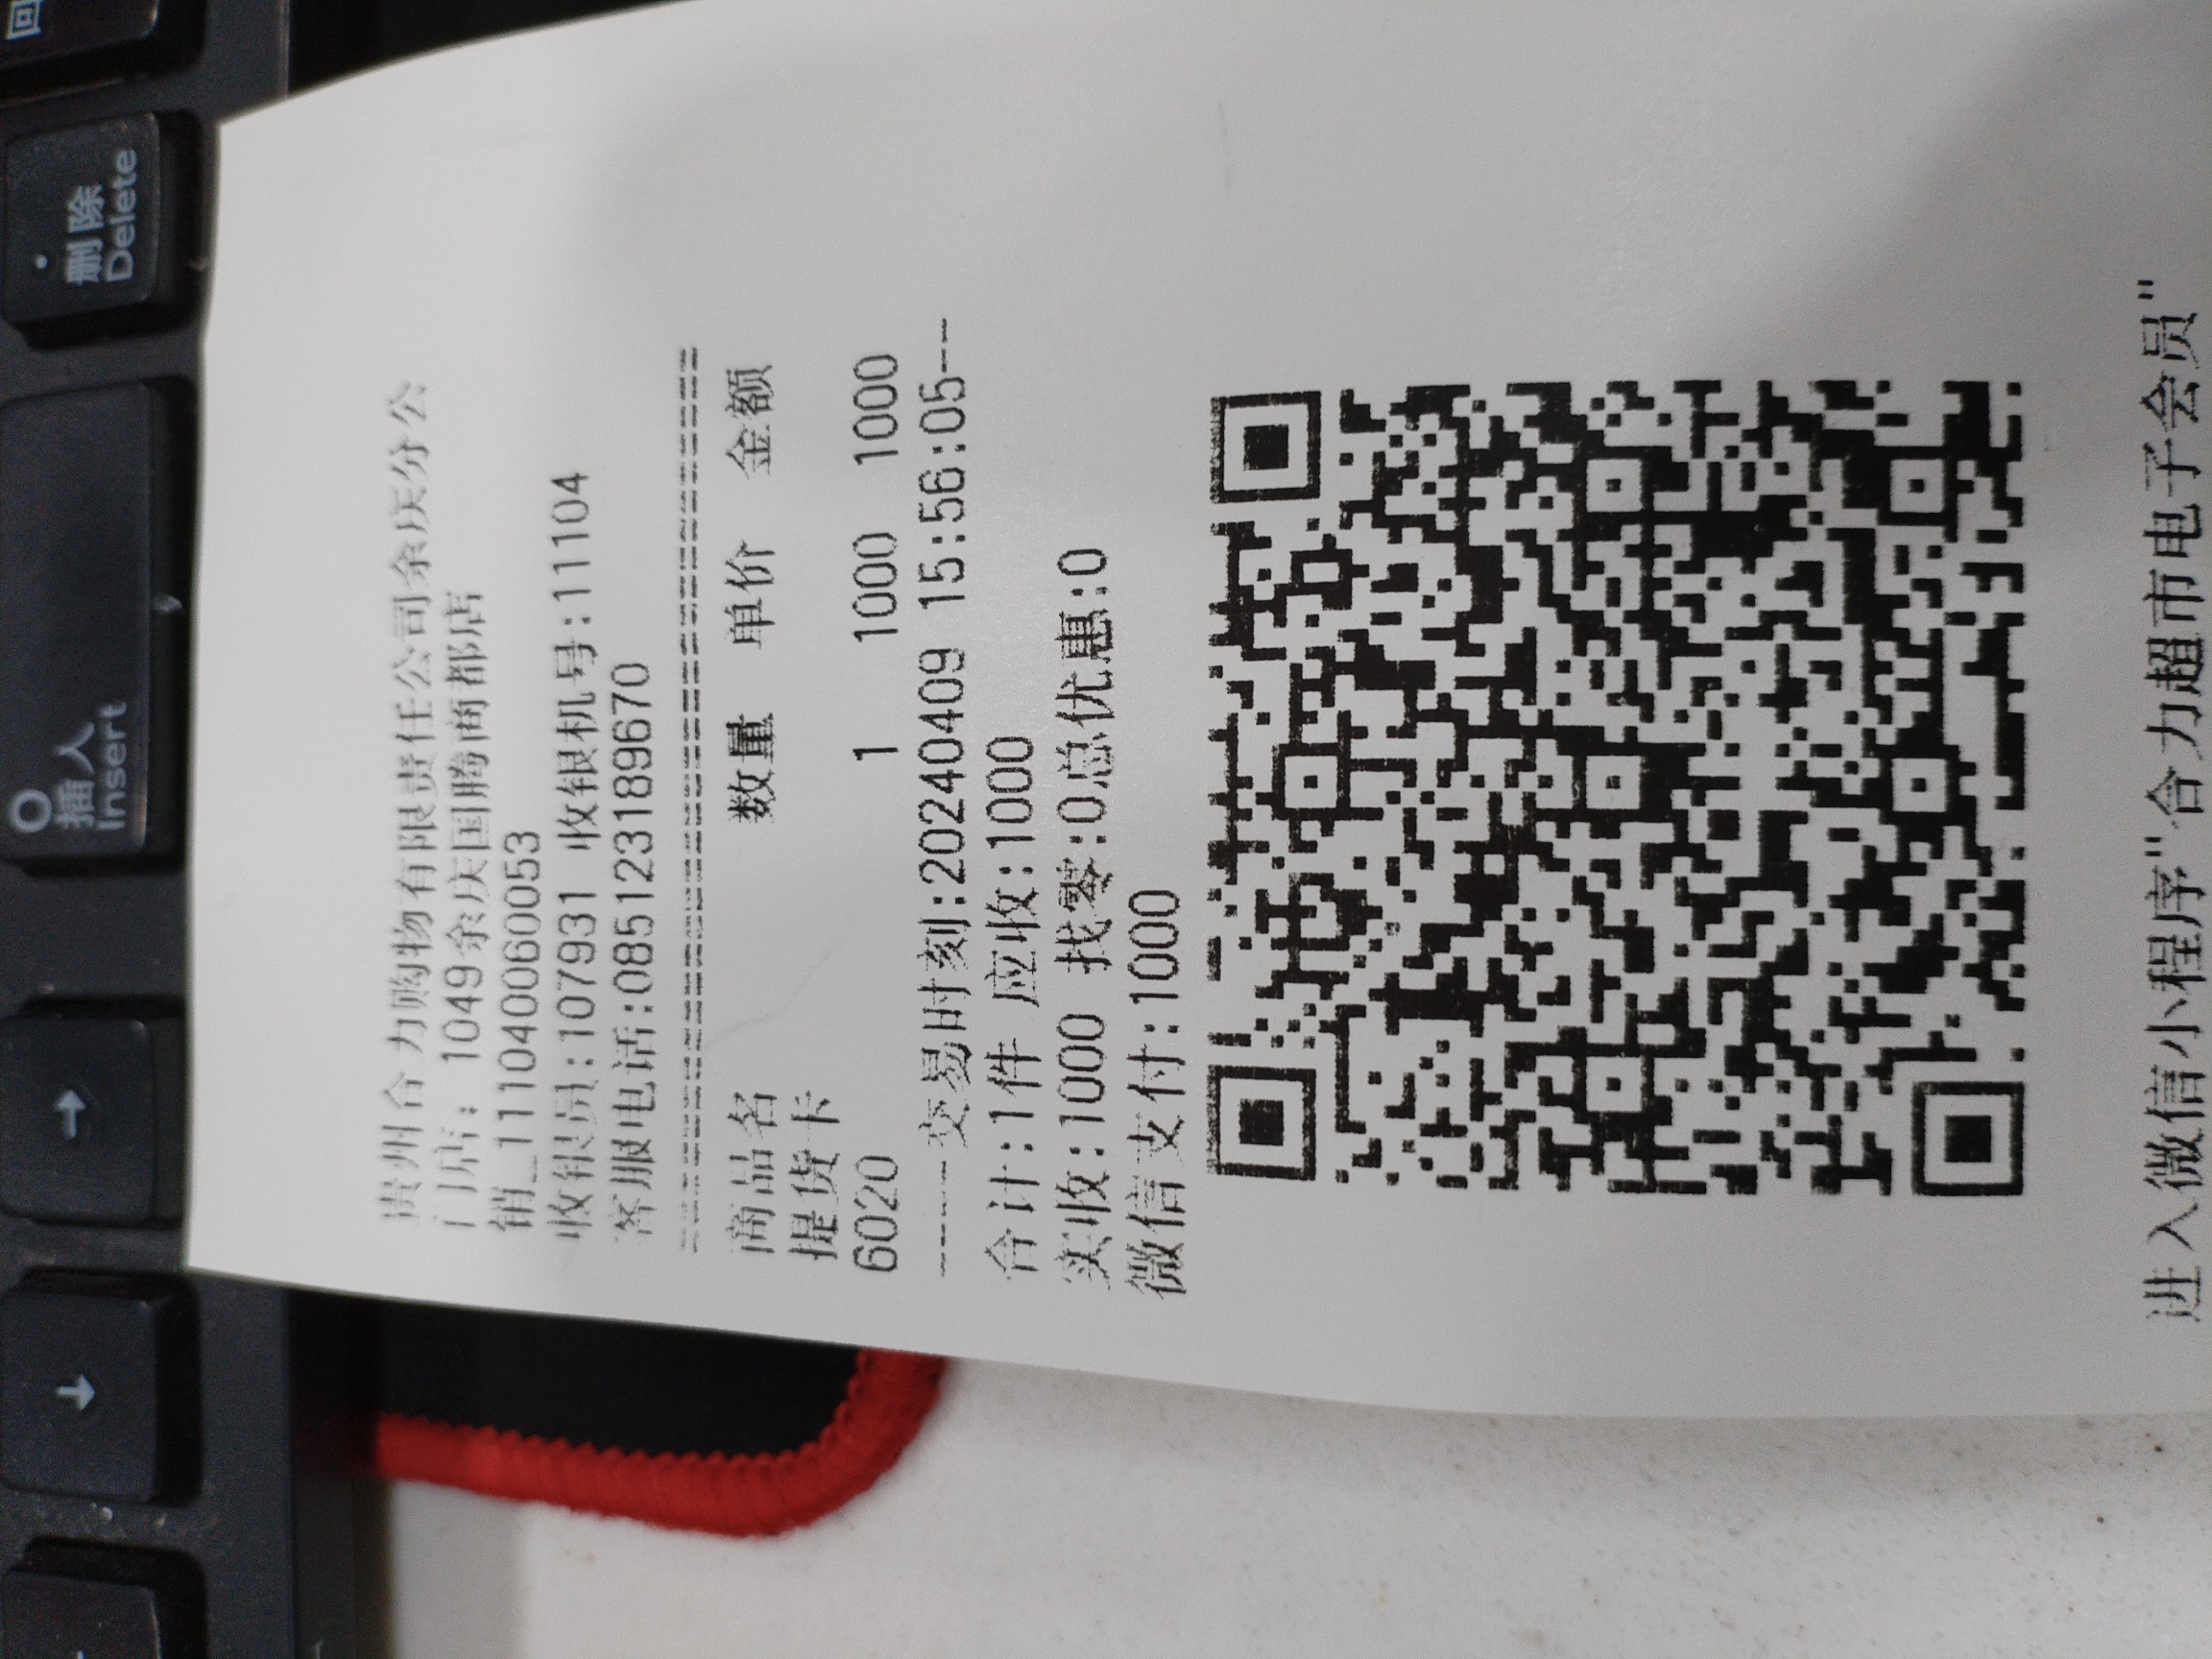 贵州合力购物有限责任公司余庆分公
门店: 1049余庆国腾商都店
销_111040060053
收银员:107931 收银机号:11104
客服电话:085123189670
==========================================
商品名 数量 单价 金额
提货卡
6020 1 1000 1000
-----交易时刻:20240409 15:56:05---
合计:1件 应收:1000
实收:1000 找零:0总优惠:0
微信支付:1000
进入微信小程序"合力超市电子会员"
删除
Delete
插入
Insert
→
↓
回